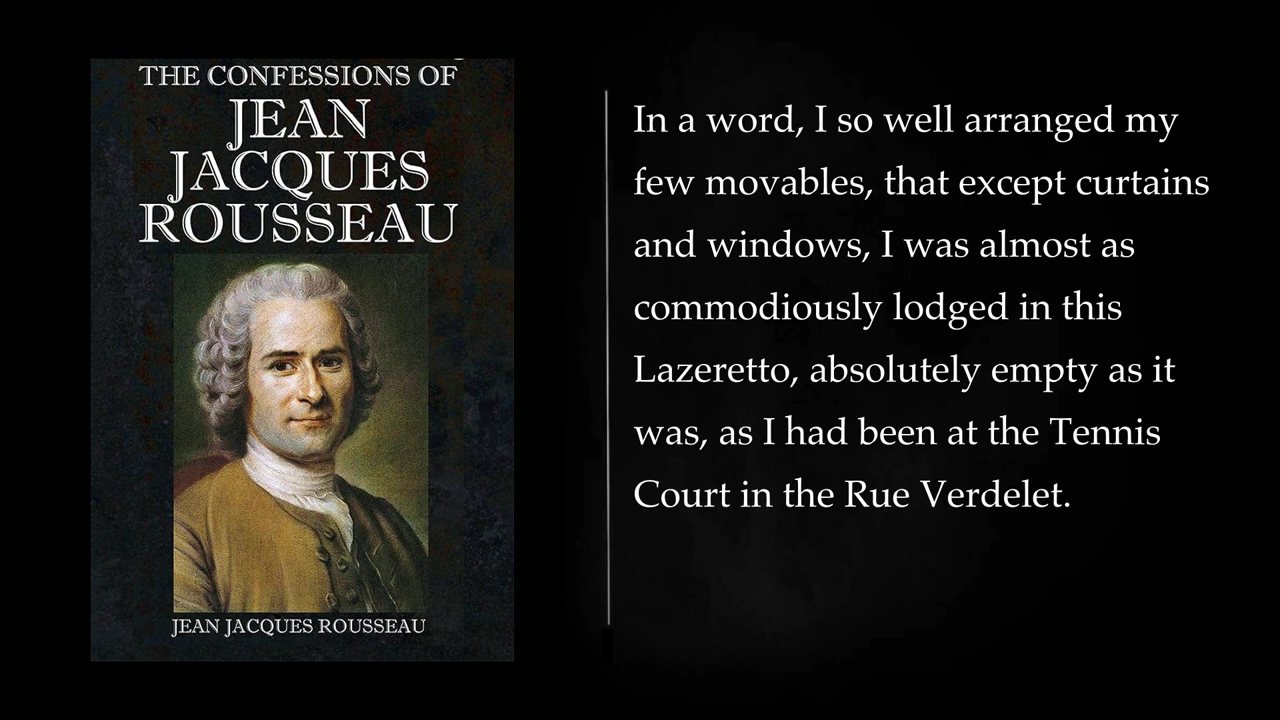 THE CONFESSIONS OF
JEAN
JACQUES
ROUSSEAU
JEAN JACQUES ROUSSEAU
In a word, I so well arranged my
few movables, that except curtains
and windows, I was almost as
commodiously lodged in this
Lazeretto, absolutely empty as it
was, as I had been at the Tennis
Court in the Rue Verdelet.